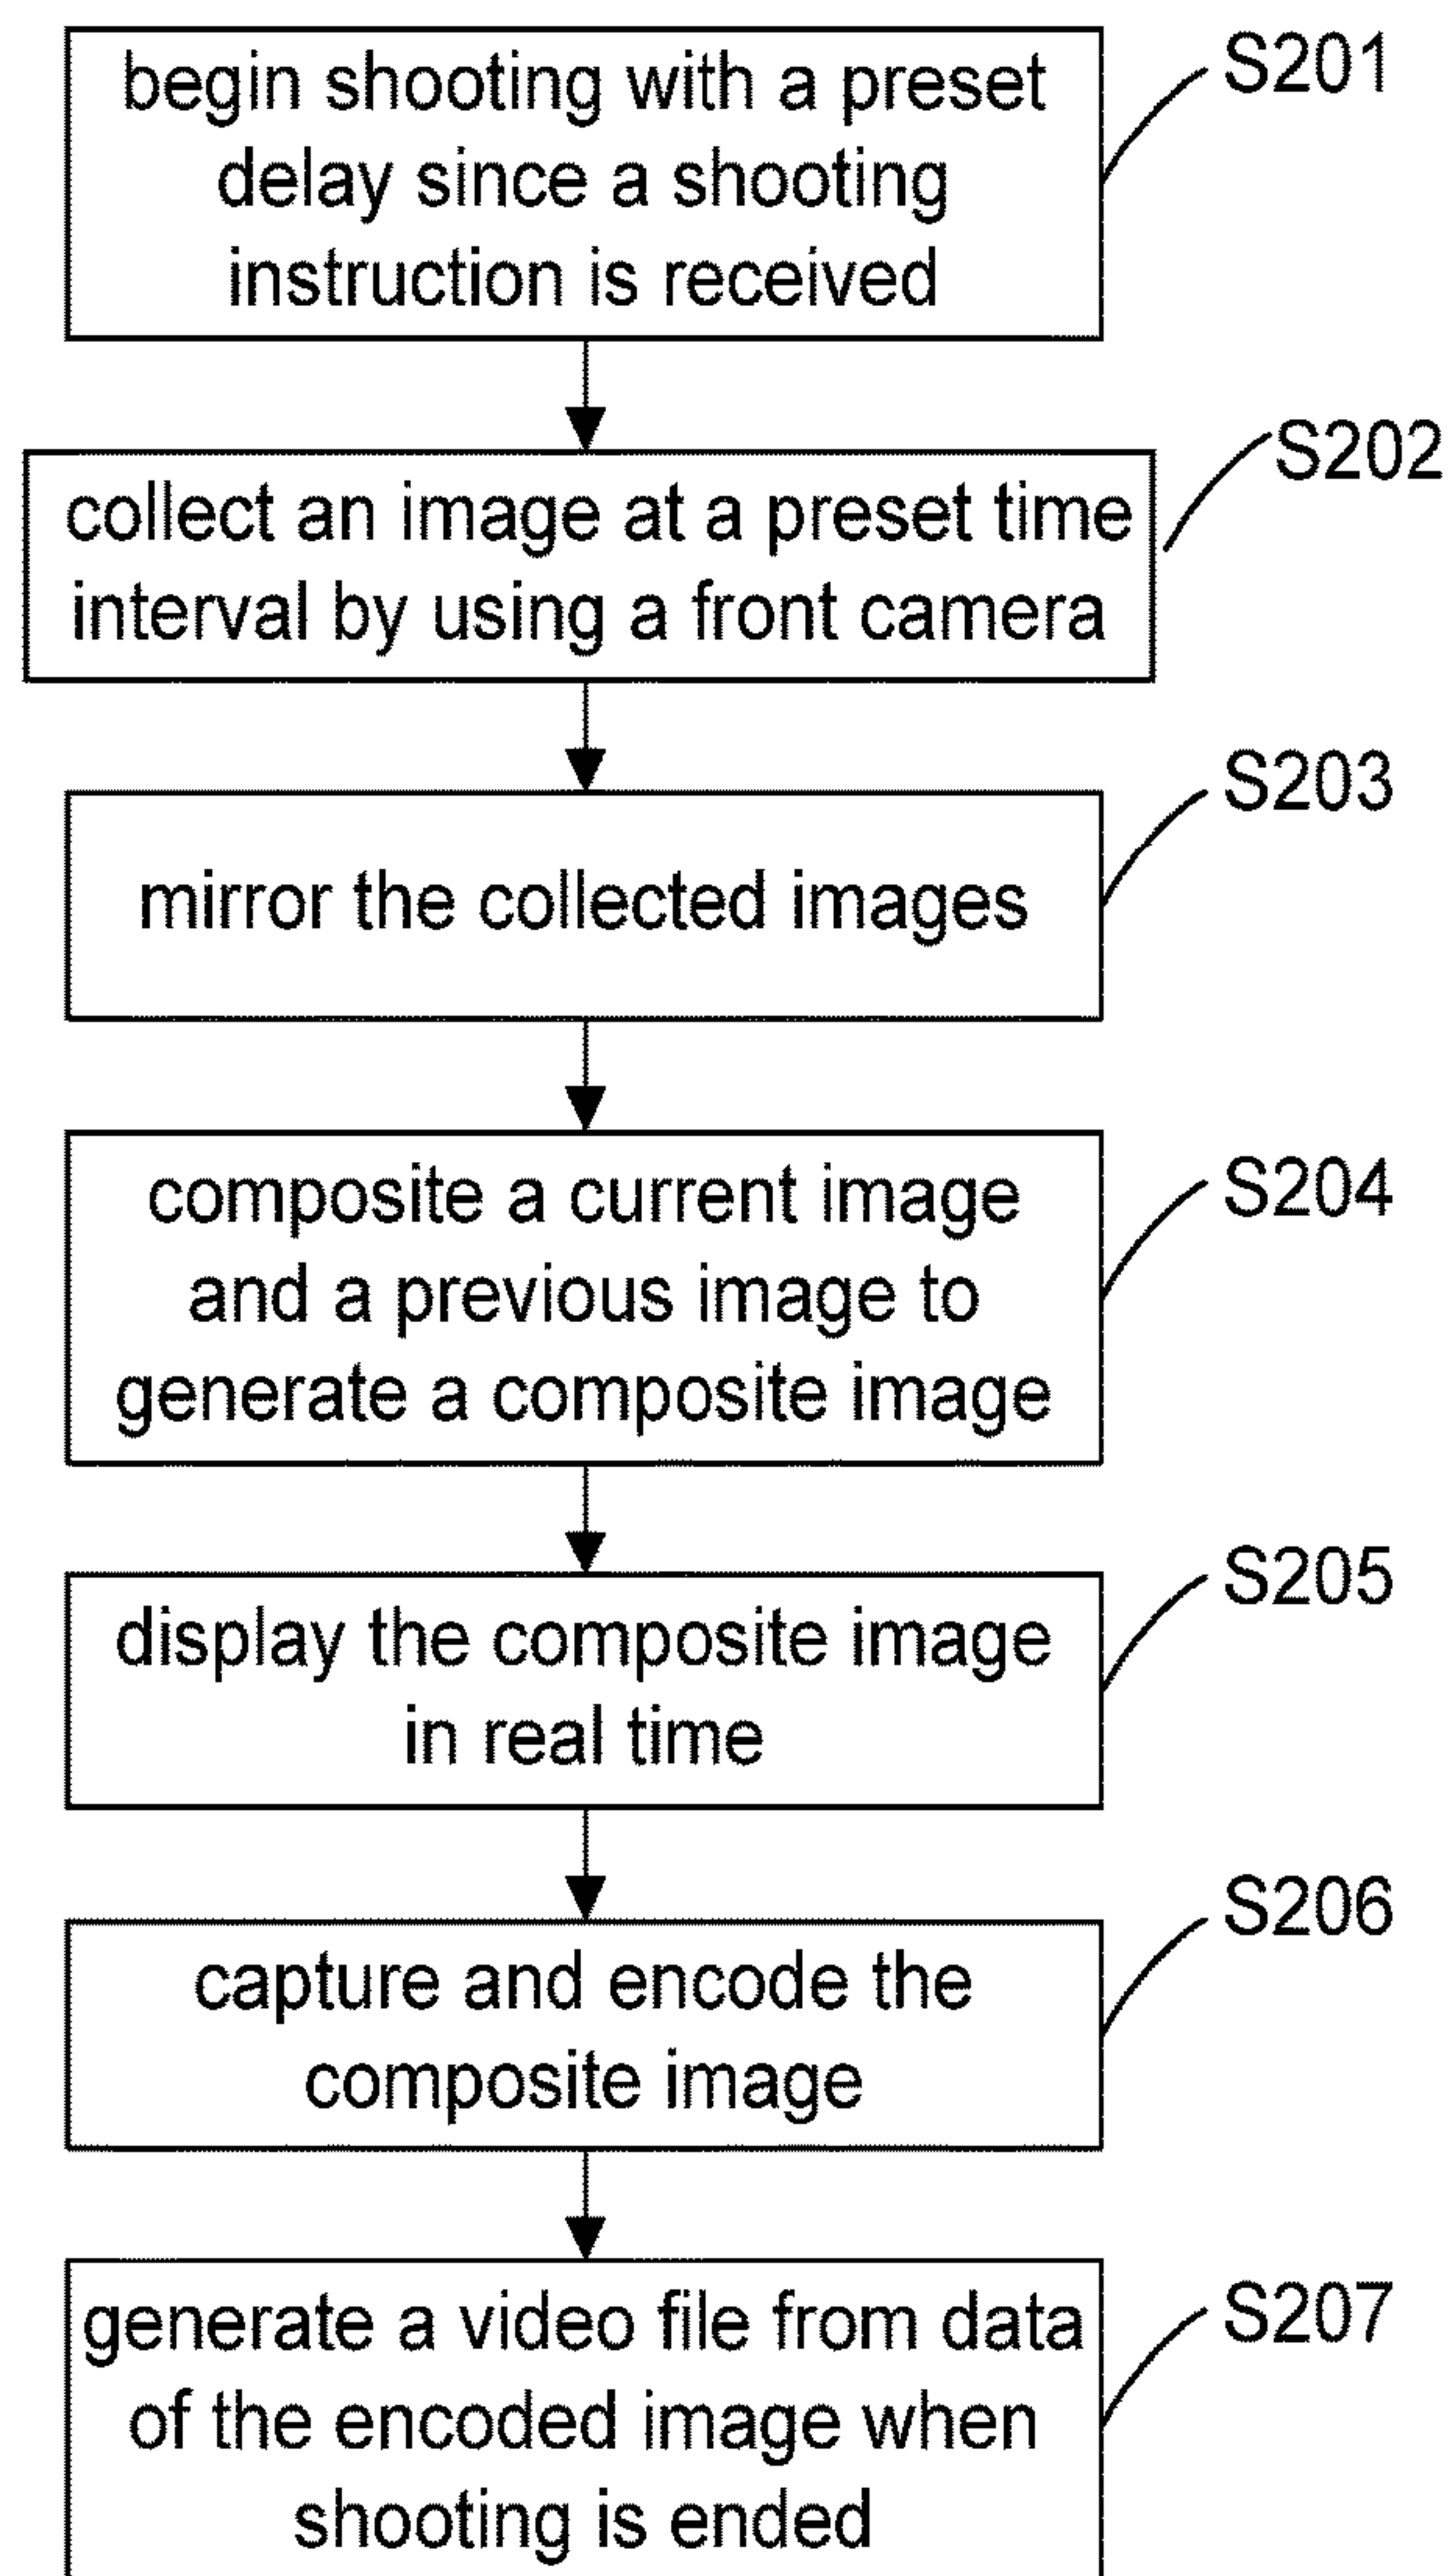 begin shooting with a preset
delay since a shooting
instruction is received
S201
collect an image at a preset time
interval by using a front camera
S202
mirror the collected images
S203
composite a current image
and a previous image to
generate a composite image
S204
display the composite image
in real time
S205
capture and encode the
composite image
S206
generate a video file from data
of the encoded image when
shooting is ended
S207